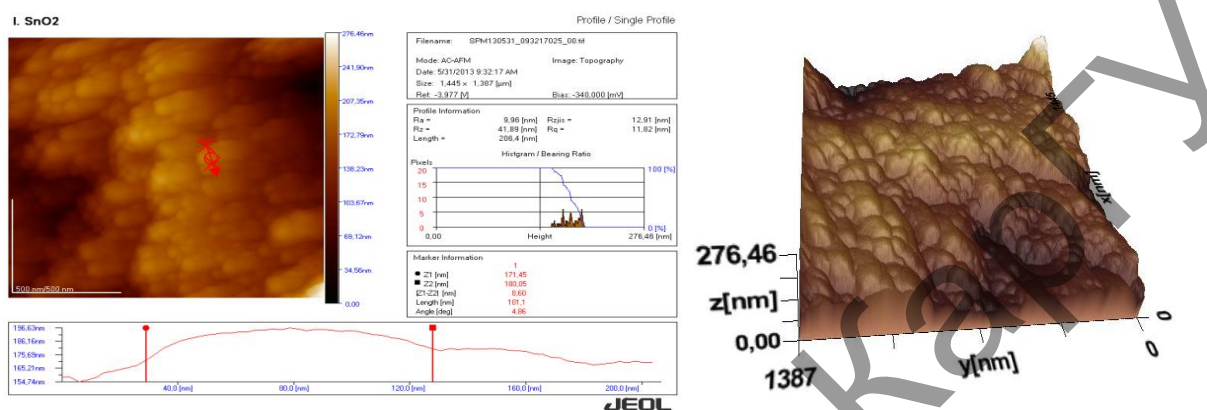 I. SnO2
Profile / Single Profile
276,46nm
241,90nm
207,35nm
172,79nm
138,23nm
103,67nm
69,12nm
34,56nm
0,00
500 nm/500 nm
Filename: SPM130531_093217025_00.tif
Mode: AC-AFM Image: Topography
Date: 5/31/2013 9:32:17 AM
Size: 1,445 x 1,387 [µm]
Ref: -3,977 [V] Bias: -340,000 [mV]
Profile Information
Ra = 9,96 [nm] Rzjis = 12,91 [nm]
Rz = 41,89 [nm] Rq = 11,82 [nm]
Length = 206,4 [nm]
Histgram / Bearing Ratio
Pixels
20
15
10
5
0
100 [%]
0 [%]
0,00 Height 276,46 [nm]
Marker Information
1
Z1 [nm] 171,45
Z2 [nm] 180,05
|Z1-Z2| [nm] 8,60
Length [nm] 101,1
Angle [deg] 4,86
196,63nm
186,16nm
175,69nm
165,21nm
154,74nm
40,0 [nm] 80,0 [nm] 120,0 [nm] 160,0 [nm] 200,0 [nm]
JEOL
276,46
z[nm]
0,00
1387
y[nm]
0
0
x[nm]